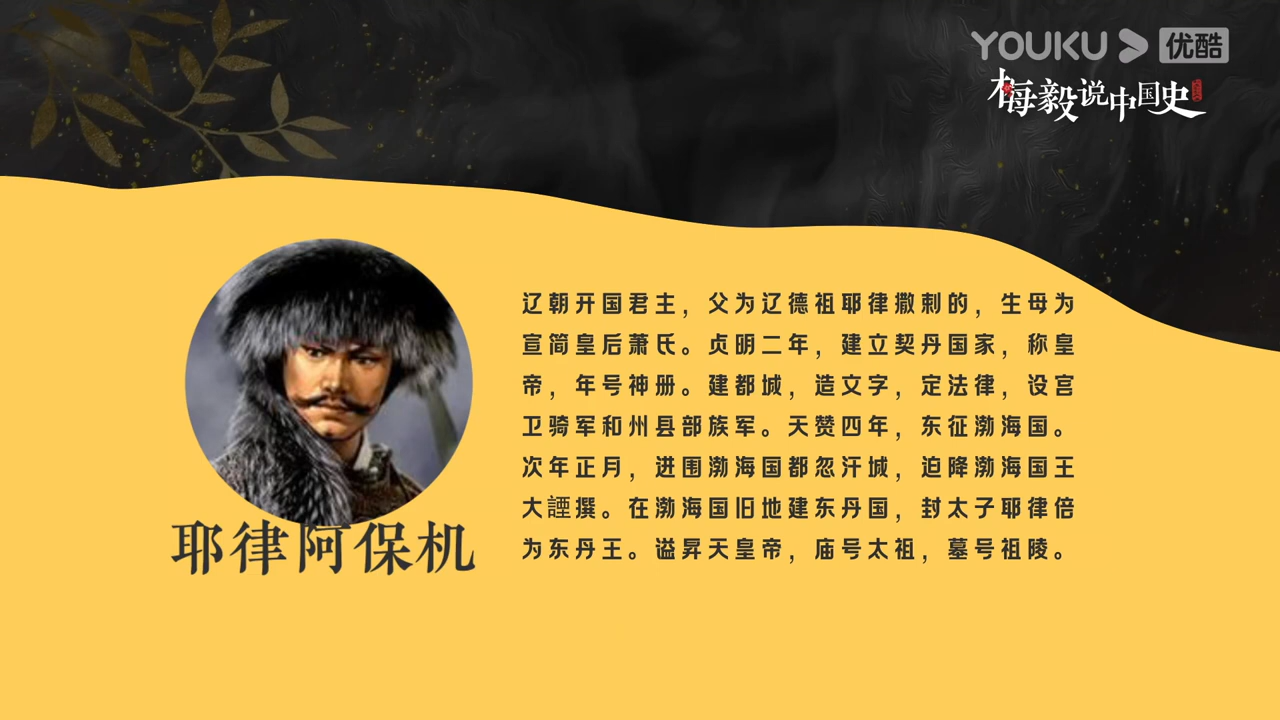 YOUKU 优酷
梅毅说中国史
辽朝开国君主，父为辽德祖耶律撒剌的，生母为
宣简皇后萧氏。贞明二年，建立契丹国家，称皇
帝，年号神册。建都城，造文字，定法律，设宫
卫骑军和州县部族军。天赞四年，东征渤海国。
次年正月，进围渤海国都忽汗城，迫降渤海国王
大諲撰。在渤海国旧地建东丹国，封太子耶律倍
为东丹王。谥昇天皇帝，庙号太祖，墓号祖陵。
耶律阿保机